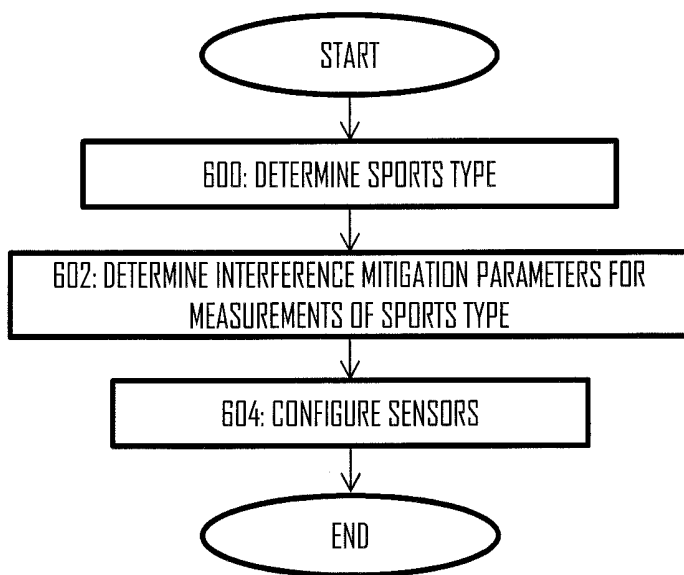 START
600: DETERMINE SPORTS TYPE
602: DETERMINE INTERFERENCE MITIGATION PARAMETERS FOR
MEASUREMENTS OF SPORTS TYPE
604: CONFIGURE SENSORS
END